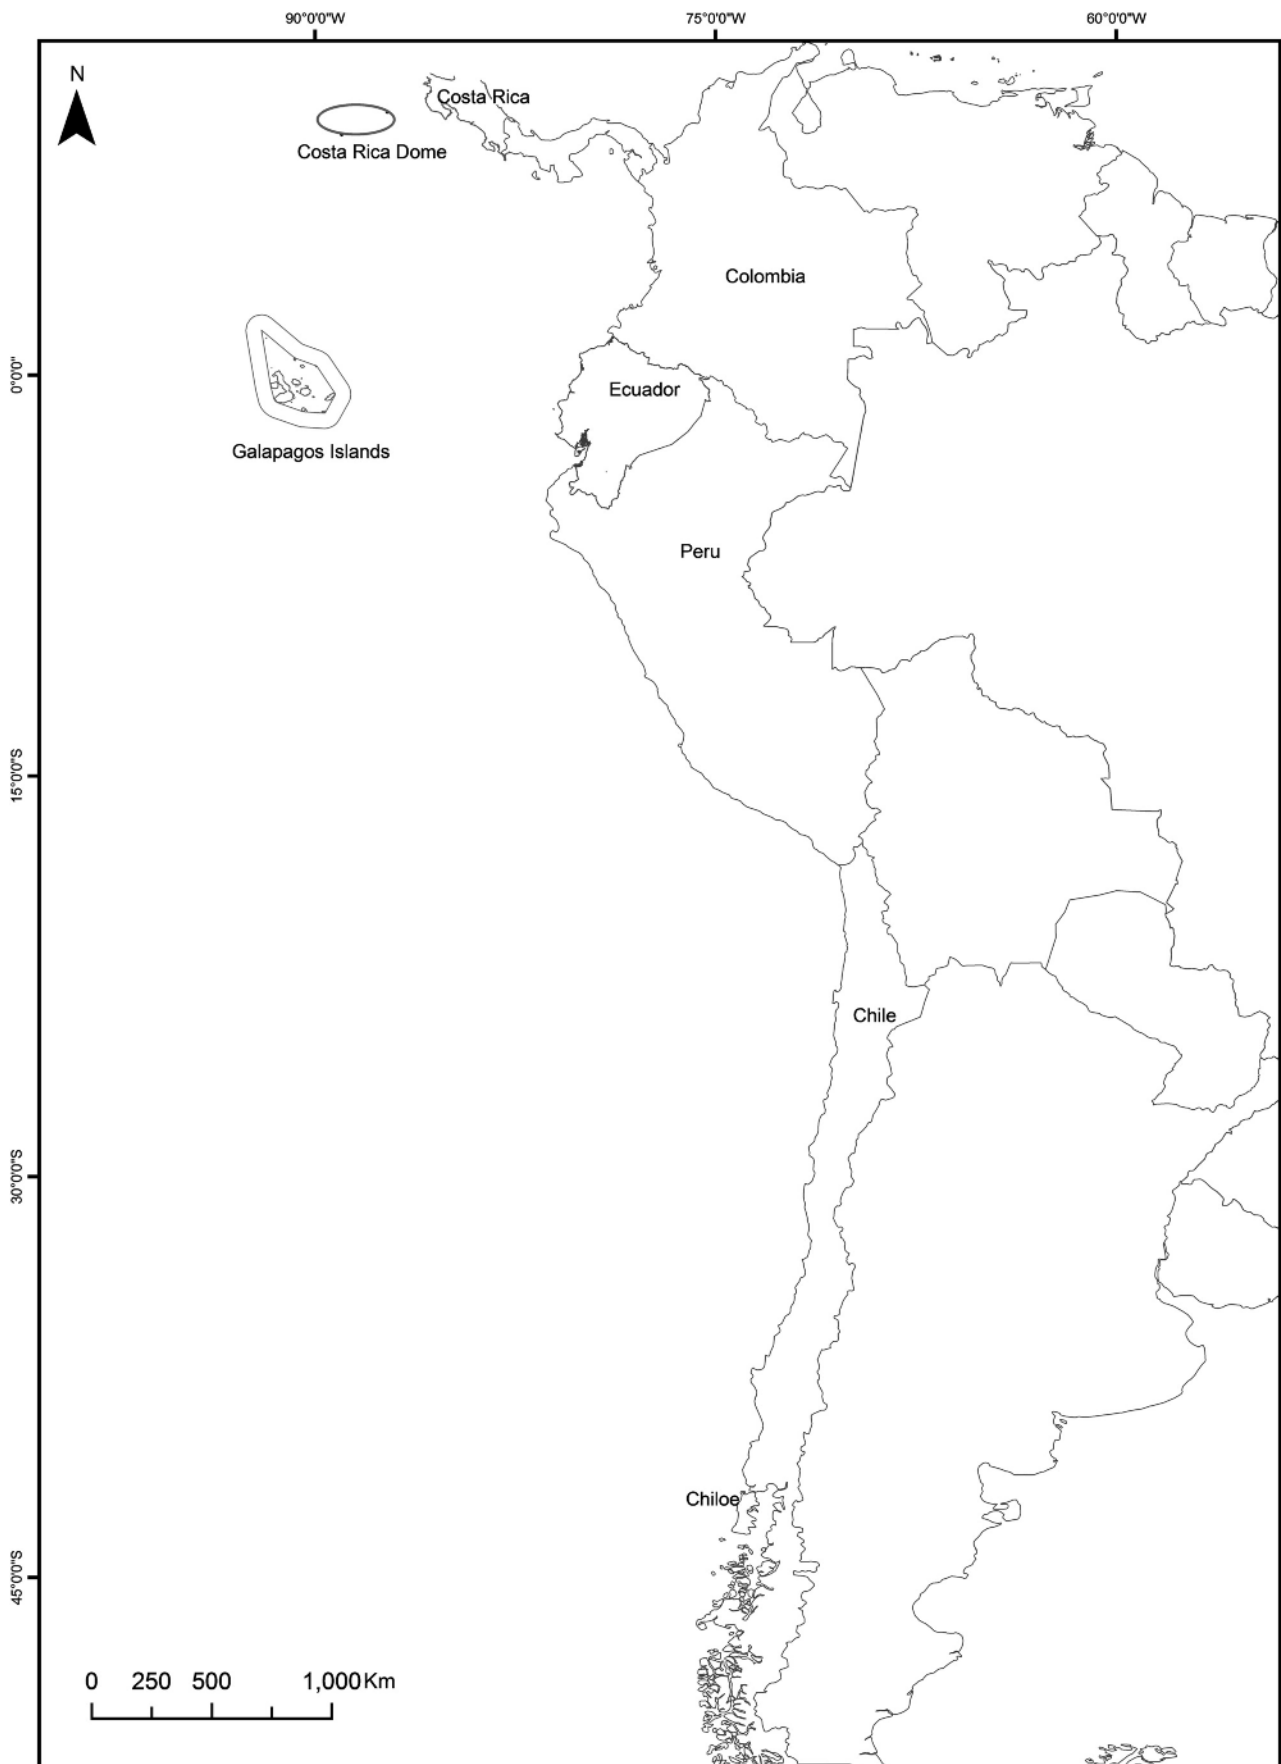 90°0'0"W 75°0'0"W 60°0'0"W
N
Costa Rica
Costa Rica Dome
Colombia
0°0'0"
Ecuador
Galapagos Islands
Peru
15°0'0"S
Chile
30°0'0"S
Chiloe
45°0'0"S
0 250 500 1,000 Km